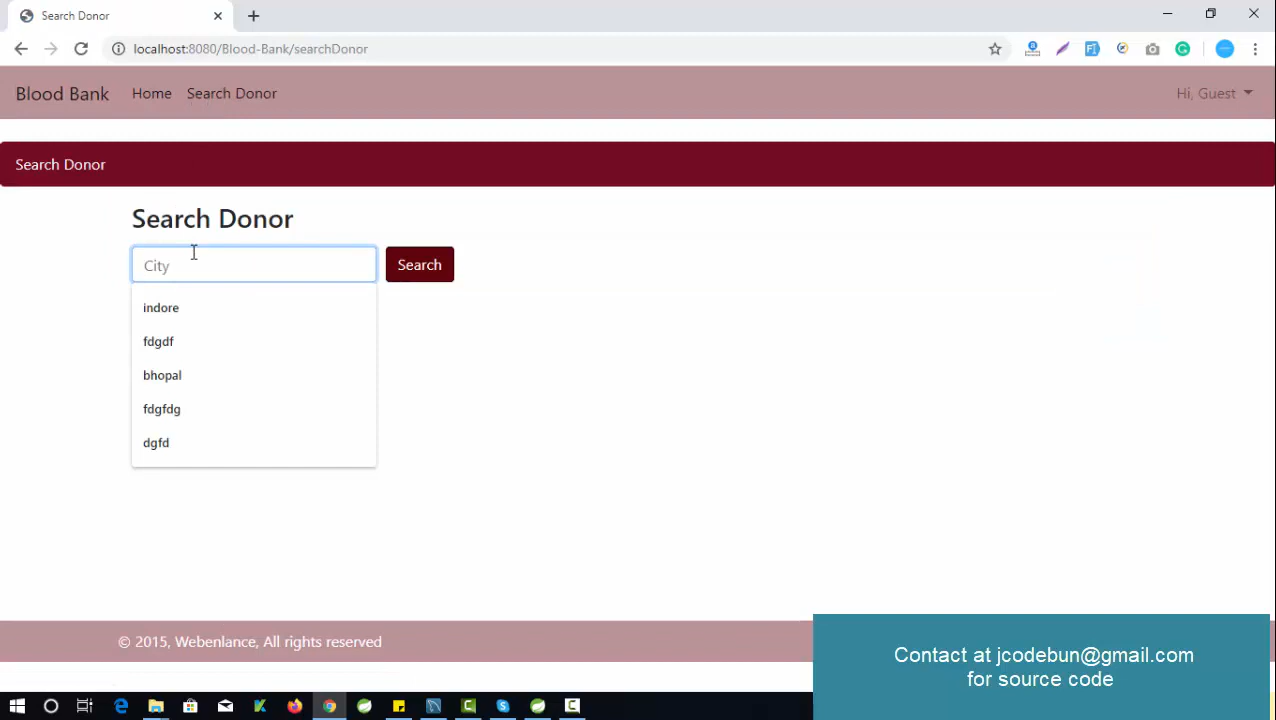 Search Donor
localhost:8080/Blood-Bank/searchDonor
Blood Bank Home Search Donor Hi, Guest
Search Donor
Search Donor
City Search
indore
fdgdf
bhopal
fdgfdg
dgfd
© 2015, Webenlance, All rights reserved
Contact at jcodebun@gmail.com
for source code